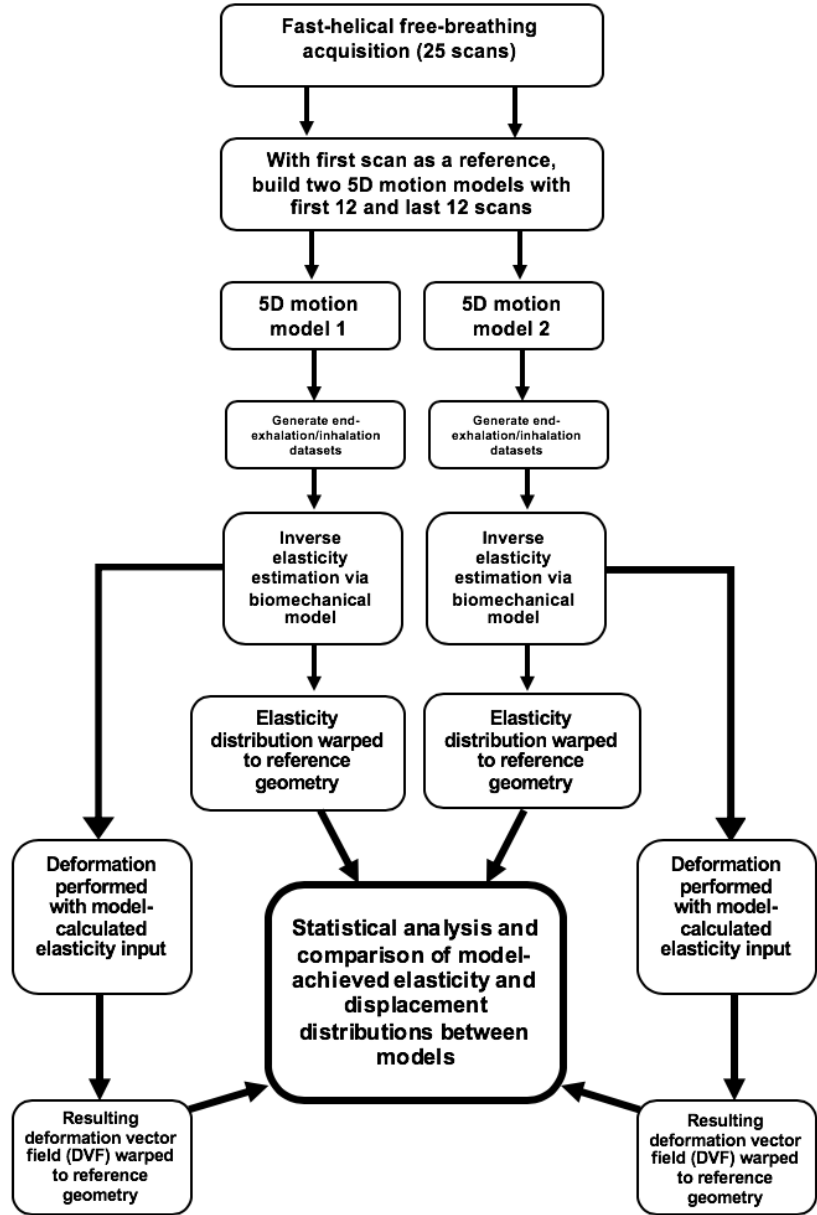 Fast-helical free-breathing
acquisition (25 scans)
With first scan as a reference,
build two 5D motion models with
first 12 and last 12 scans
5D motion
model 1
5D motion
model 2
Generate end-
exhalation/inhalation
datasets
Generate end-
exhalation/inhalation
datasets
Inverse
elasticity
estimation via
biomechanical
model
Inverse
elasticity
estimation via
biomechanical
model
Elasticity
distribution warped
to reference
geometry
Elasticity
distribution warped
to reference
geometry
Deformation
performed
with model-
calculated
elasticity input
Statistical analysis and
comparison of model-
achieved elasticity and
displacement
distributions between
models
Deformation
performed
with model-
calculated
elasticity input
Resulting
deformation vector
field (DVF) warped
to reference
geometry
Resulting
deformation vector
field (DVF) warped
to reference
geometry